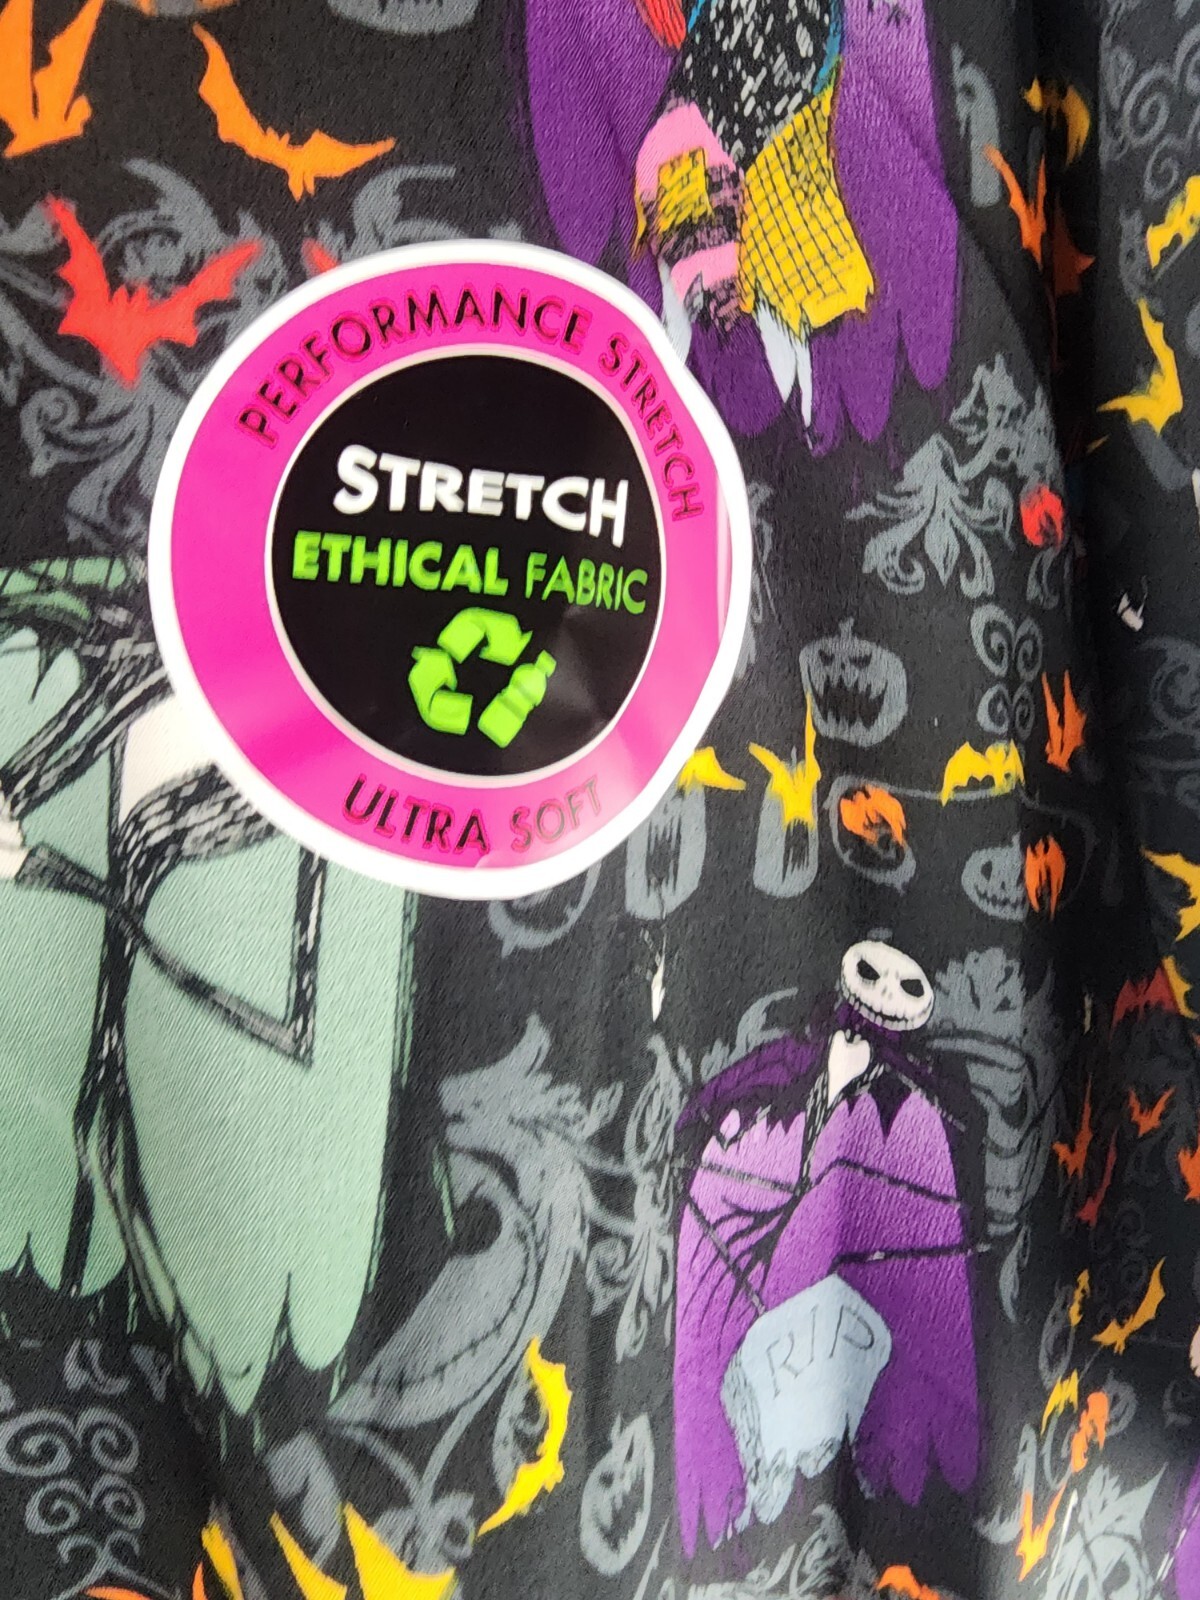 PERFORMANCE STRETCH
STRETCH
ETHICAL FABRIC
ULTRA SOFT
RIP